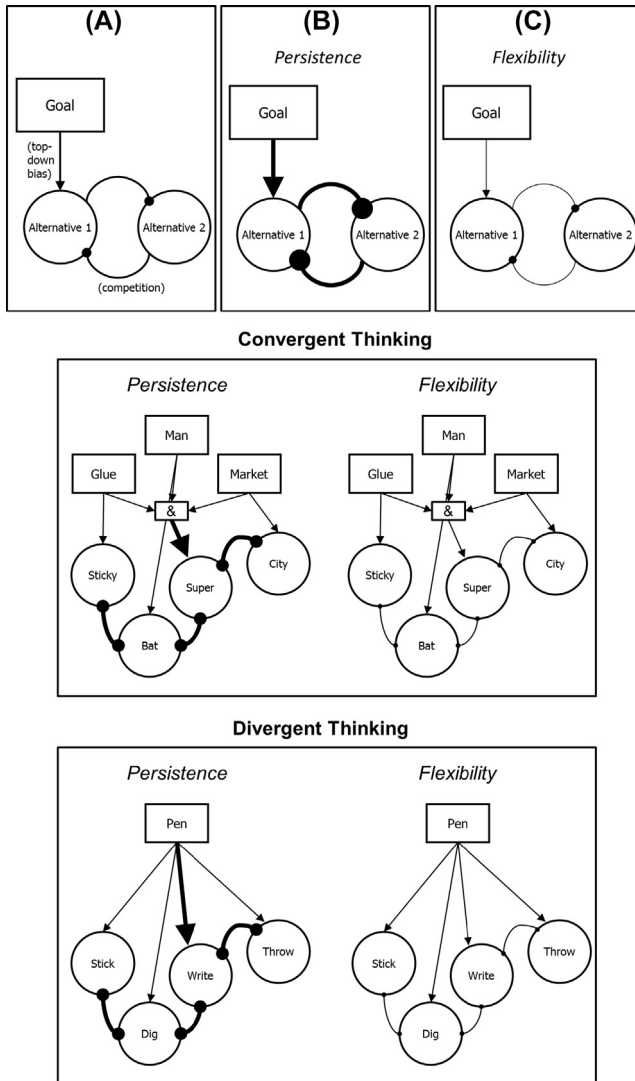 (A)
Goal
(top-
down
bias)
Alternative 1
Alternative 2
(competition)
(B)
Persistence
Goal
Alternative 1
Alternative 2
(C)
Flexibility
Goal
Alternative 1
Alternative 2
Convergent Thinking
Persistence
Man
Glue
Market
&
Sticky
Super
City
Bat
Flexibility
Man
Glue
Market
&
Sticky
Super
City
Bat
Divergent Thinking
Persistence
Pen
Stick
Write
Throw
Dig
Flexibility
Pen
Stick
Write
Throw
Dig